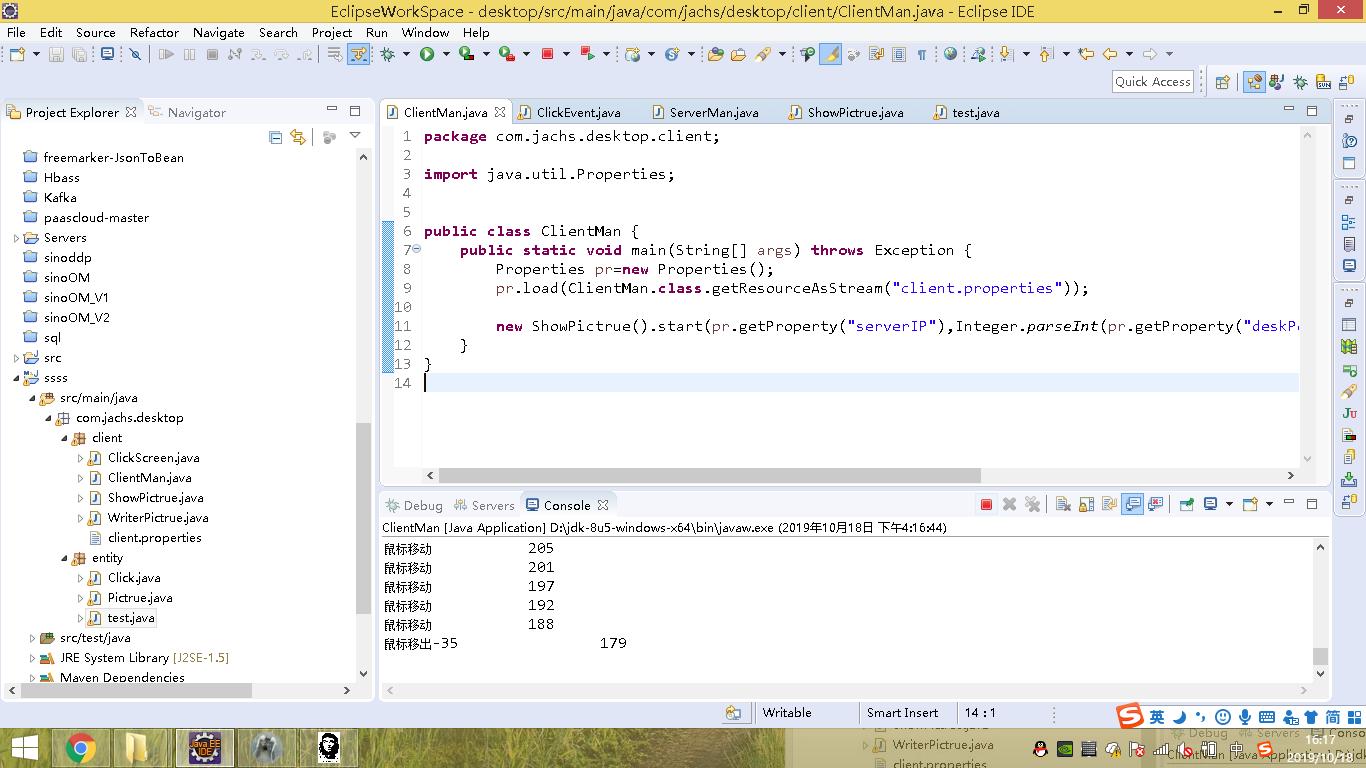 EclipseWorkSpace - desktop/src/main/java/com/jachs/desktop/client/ClientMan.java - Eclipse IDE
File Edit Source Refactor Navigate Search Project Run Window Help
Quick Access
Project Explorer Navigator
freemarker-JsonToBean
Hbass
Kafka
paascloud-master
Servers
sinoddp
sinoOM
sinoOM_V1
sinoOM_V2
sql
src
ssss
src/main/java
com.jachs.desktop
client
ClickScreen.java
ClientMan.java
ShowPictrue.java
WriterPictrue.java
client.properties
entity
Click.java
Pictrue.java
test.java
src/test/java
JRE System Library [J2SE-1.5]
Maven Dependencies
ClientMan.java ClickEvent.java ServerMan.java ShowPictrue.java test.java
1 package com.jachs.desktop.client;
2
3 import java.util.Properties;
4
5
6 public class ClientMan {
7 public static void main(String[] args) throws Exception {
8 Properties pr=new Properties();
9 pr.load(ClientMan.class.getResourceAsStream("client.properties"));
10
11 new ShowPictrue().start(pr.getProperty("serverIP"),Integer.parseInt(pr.getProperty("deskP
12 }
13 }
14
Debug Servers Console
ClientMan [Java Application] D:\jdk-8u5-windows-x64\bin\javaw.exe (2019年10月18日 下午4:16:44)
鼠标移动 205
鼠标移动 201
鼠标移动 197
鼠标移动 192
鼠标移动 188
鼠标移出-35 179
Writable Smart Insert 14 : 1
英 简
Java EE
IDE
WriterPictrue.java
client.properties
Debug Servers
中
16:17
2019/10/18